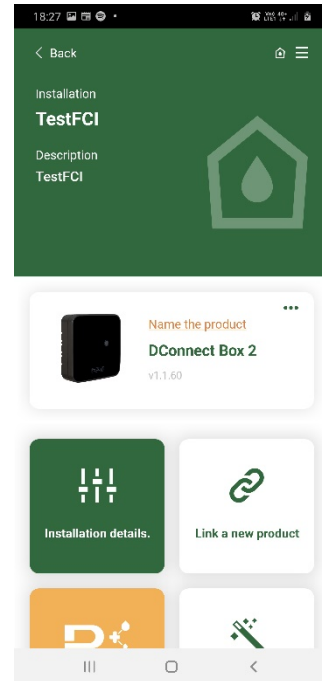 18:27
Back
Installation
TestFCI
Description
TestFCI
Name the product
DConnect Box 2
v1.1.60
Installation details.
Link a new product